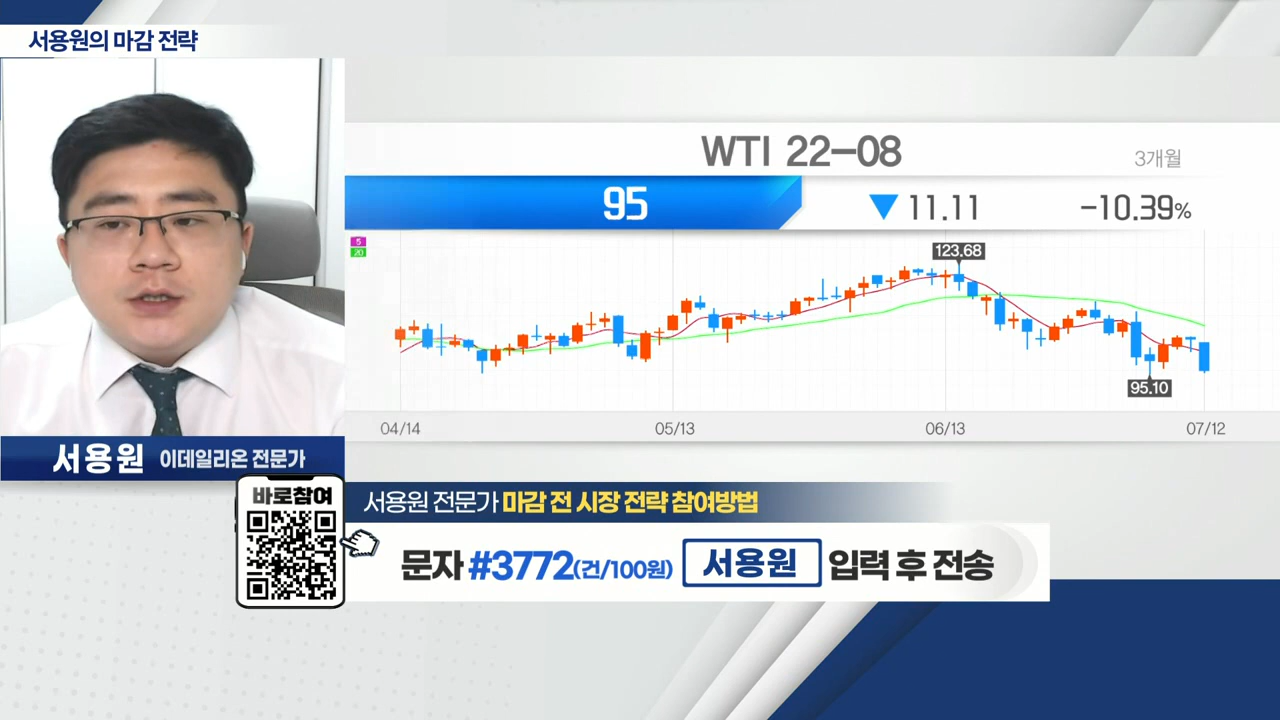 서용원의 마감 전략
WTI 22-08
3개월
95
▼ 11.11
-10.39%
5
20
123.68
95.10
04/14
05/13
06/13
07/12
서용원 이데일리온 전문가
바로참여
서용원 전문가 마감 전 시장 전략 참여방법
문자 #3772(건/100원) 서용원 입력 후 전송